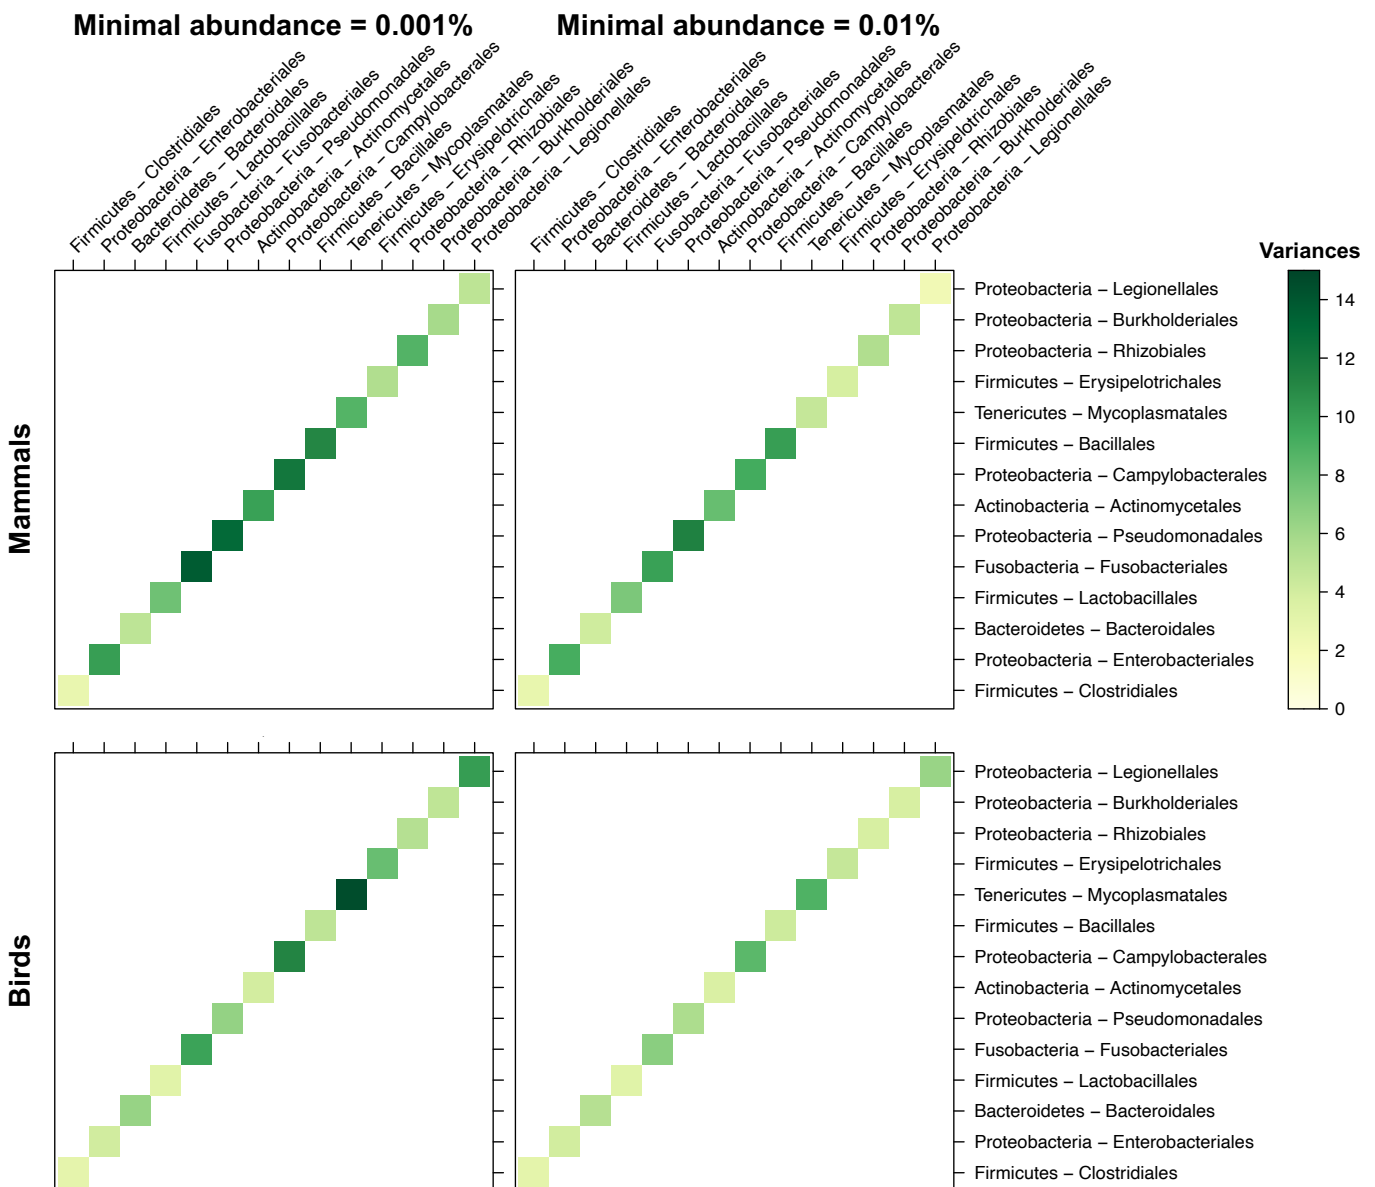 Minimal abundance = 0.001%
Minimal abundance = 0.01%
Firmicutes – Clostridiales
Proteobacteria – Enterobacteriales
Bacteroidetes – Bacteroidales
Firmicutes – Lactobacillales
Fusobacteria – Fusobacteriales
Proteobacteria – Pseudomonadales
Actinobacteria – Actinomycetales
Proteobacteria – Campylobacterales
Firmicutes – Bacillales
Tenericutes – Mycoplasmatales
Firmicutes – Erysipelotrichales
Proteobacteria – Rhizobiales
Proteobacteria – Burkholderiales
Proteobacteria – Legionellales
Firmicutes – Clostridiales
Proteobacteria – Enterobacteriales
Bacteroidetes – Bacteroidales
Firmicutes – Lactobacillales
Fusobacteria – Fusobacteriales
Proteobacteria – Pseudomonadales
Actinobacteria – Actinomycetales
Proteobacteria – Campylobacterales
Firmicutes – Bacillales
Tenericutes – Mycoplasmatales
Firmicutes – Erysipelotrichales
Proteobacteria – Rhizobiales
Proteobacteria – Burkholderiales
Proteobacteria – Legionellales
Mammals
Proteobacteria – Legionellales
Proteobacteria – Burkholderiales
Proteobacteria – Rhizobiales
Firmicutes – Erysipelotrichales
Tenericutes – Mycoplasmatales
Firmicutes – Bacillales
Proteobacteria – Campylobacterales
Actinobacteria – Actinomycetales
Proteobacteria – Pseudomonadales
Fusobacteria – Fusobacteriales
Firmicutes – Lactobacillales
Bacteroidetes – Bacteroidales
Proteobacteria – Enterobacteriales
Firmicutes – Clostridiales
Variances
14
12
10
8
6
4
2
0
Birds
Proteobacteria – Legionellales
Proteobacteria – Burkholderiales
Proteobacteria – Rhizobiales
Firmicutes – Erysipelotrichales
Tenericutes – Mycoplasmatales
Firmicutes – Bacillales
Proteobacteria – Campylobacterales
Actinobacteria – Actinomycetales
Proteobacteria – Pseudomonadales
Fusobacteria – Fusobacteriales
Firmicutes – Lactobacillales
Bacteroidetes – Bacteroidales
Proteobacteria – Enterobacteriales
Firmicutes – Clostridiales